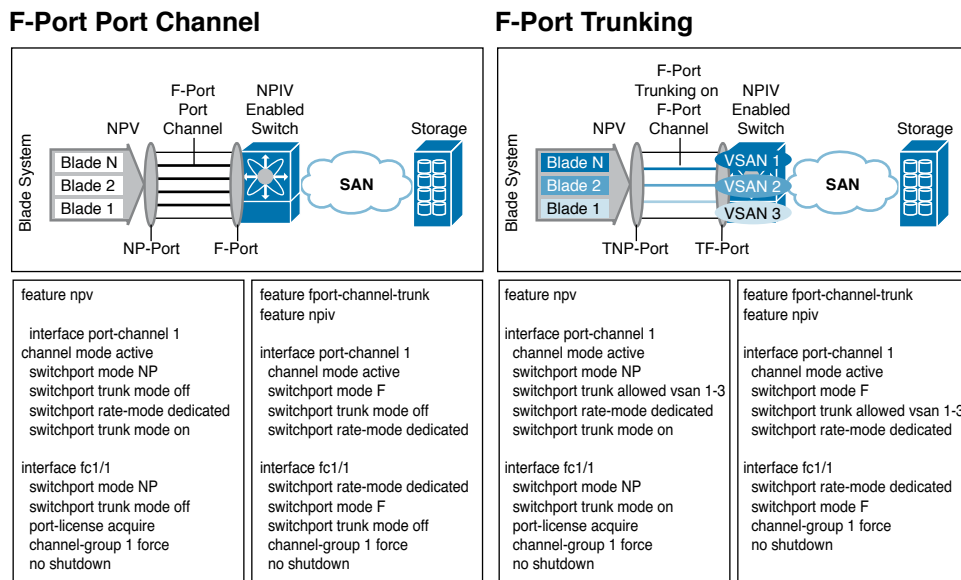 F-Port Port Channel
Blade System
NPV
F-Port
Port
Channel
NPIV
Enabled
Switch
Storage
Blade N
Blade 2
Blade 1
SAN
NP-Port
F-Port
feature npv
interface port-channel 1
channel mode active
switchport mode NP
switchport trunk mode off
switchport rate-mode dedicated
switchport trunk mode on
interface fc1/1
switchport mode NP
switchport trunk mode off
port-license acquire
channel-group 1 force
no shutdown
feature fport-channel-trunk
feature npiv
interface port-channel 1
channel mode active
switchport mode F
switchport trunk mode off
switchport rate-mode dedicated
interface fc1/1
switchport rate-mode dedicated
switchport mode F
switchport trunk mode off
channel-group 1 force
no shutdown
F-Port Trunking
Blade System
NPV
F-Port
Trunking on
F-Port
Channel
NPIV
Enabled
Switch
Storage
Blade N
Blade 2
Blade 1
VSAN 1
VSAN 2
VSAN 3
SAN
TNP-Port
TF-Port
feature npv
interface port-channel 1
channel mode active
switchport mode NP
switchport trunk allowed vsan 1-3
switchport rate-mode dedicated
switchport trunk mode on
interface fc1/1
switchport mode NP
switchport trunk mode on
port-license acquire
channel-group 1 force
no shutdown
feature fport-channel-trunk
feature npiv
interface port-channel 1
channel mode active
switchport mode F
switchport trunk allowed vsan 1-3
switchport rate-mode dedicated
interface fc1/1
switchport rate-mode dedicated
switchport mode F
channel-group 1 force
no shutdown